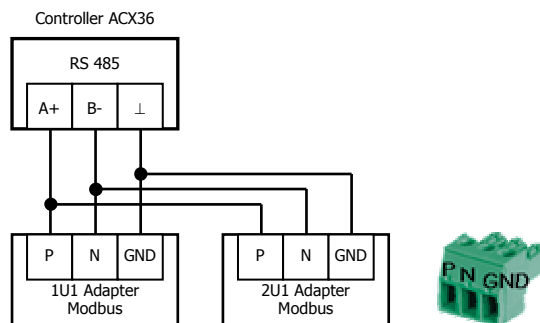 Controller ACX36
RS 485
A+ B- ⊥
P N GND
1U1 Adapter
Modbus
P N GND
2U1 Adapter
Modbus
P N GND